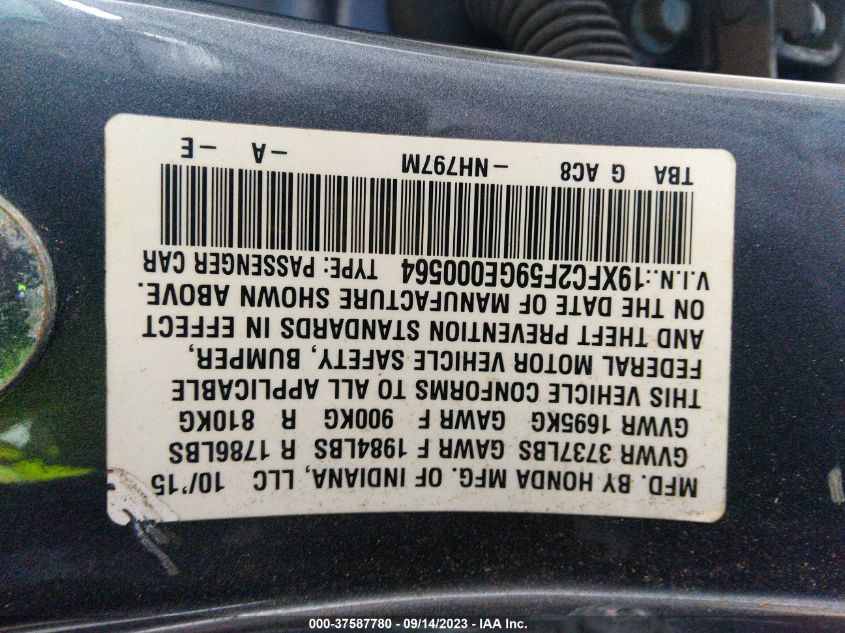 MFD. BY HONDA MFG. OF INDIANA, LLC 10/'15
GVWR 3737LBS GAWR F 1984LBS R 1786LBS
GVWR 1695KG GAWR F 900KG R 810KG
THIS VEHICLE CONFORMS TO ALL APPLICABLE
FEDERAL MOTOR VEHICLE SAFETY, BUMPER,
AND THEFT PREVENTION STANDARDS IN EFFECT
ON THE DATE OF MANUFACTURE SHOWN ABOVE.
V.I.N.:19XFC2F59GE000564 TYPE: PASSENGER CAR
TBA G AC8 -NH797M -A -E
000-37587780 - 09/14/2023 - IAA Inc.